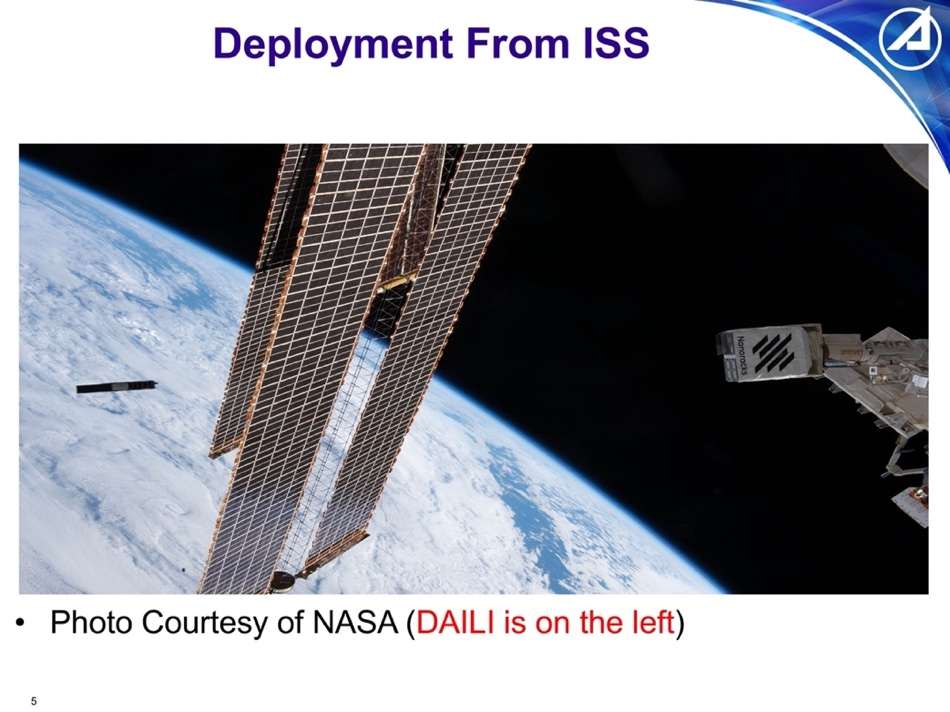 Deployment From ISS
Nanoracks
• Photo Courtesy of NASA (DAILI is on the left)
5